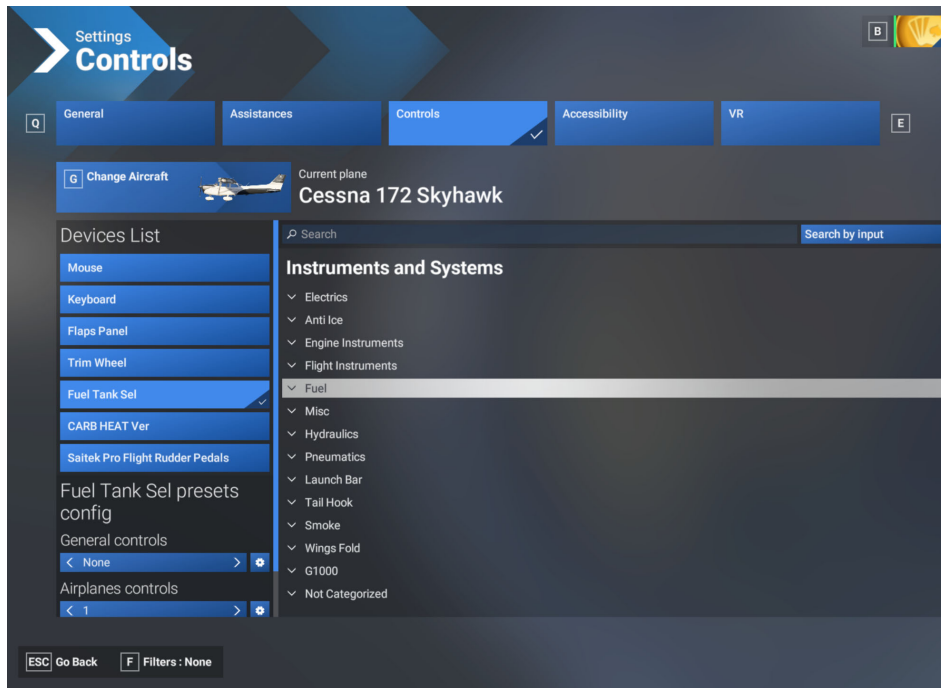 Settings
Controls
B
Q
General
Assistances
Controls
Accessibility
VR
E
G Change Aircraft
Current plane
Cessna 172 Skyhawk
Devices List
Mouse
Keyboard
Flaps Panel
Trim Wheel
Fuel Tank Sel
CARB HEAT Ver
Saitek Pro Flight Rudder Pedals
Fuel Tank Sel presets
config
General controls
None
Airplanes controls
1
Search
Search by input
Instruments and Systems
Electrics
Anti Ice
Engine Instruments
Flight Instruments
Fuel
Misc
Hydraulics
Pneumatics
Launch Bar
Tail Hook
Smoke
Wings Fold
G1000
Not Categorized
ESC Go Back
F Filters : None